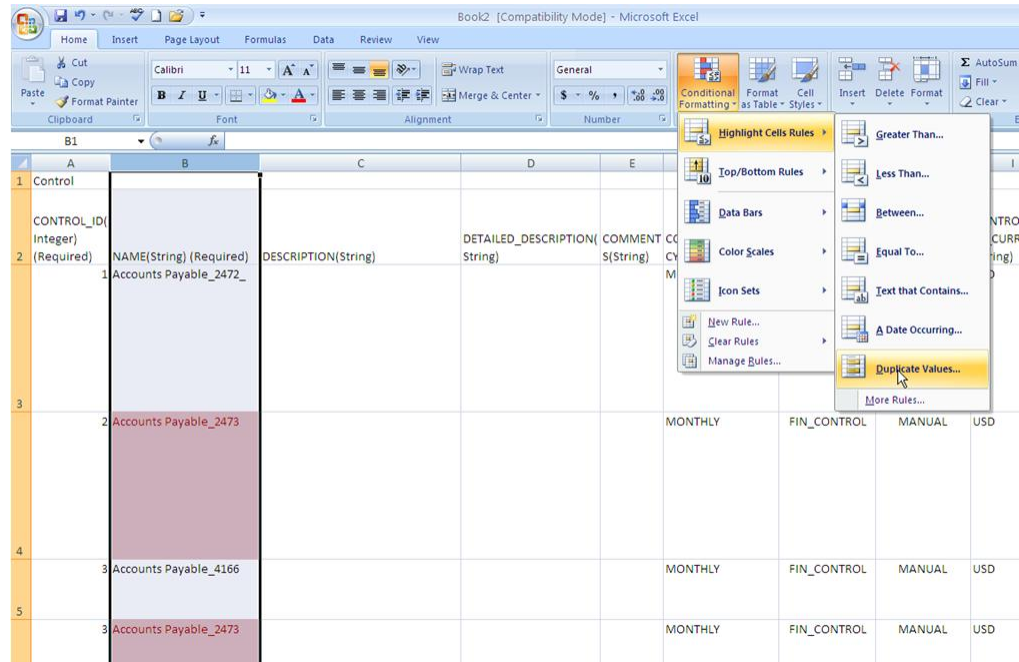 Book2 [Compatibility Mode] - Microsoft Excel
Home Insert Page Layout Formulas Data Review View
Cut
Copy
Format Painter
Paste
Calibri 11 A A
B I U A
Wrap Text
Merge & Center
General
$ % , .00
Conditional Formatting
Format as Table
Cell Styles
Insert Delete Format
Σ AutoSum
Fill
Clear
Clipboard Font Alignment Number
B1 fx
A B C D E I
1 Control
2 CONTROL_ID(
Integer)
(Required)
NAME(String) (Required)
DESCRIPTION(String)
DETAILED_DESCRIPTION(
String)
COMMENT
S(String)
Highlight Cells Rules
Top/Bottom Rules
Data Bars
Color Scales
Icon Sets
New Rule...
Clear Rules
Manage Rules...
Greater Than...
Less Than...
Between...
Equal To...
Text that Contains...
A Date Occurring...
Duplicate Values...
More Rules...
3 1 Accounts Payable_2472_
4 2 Accounts Payable_2473 MONTHLY FIN_CONTROL MANUAL USD
5 3 Accounts Payable_4166 MONTHLY FIN_CONTROL MANUAL USD
3 Accounts Payable_2473 MONTHLY FIN_CONTROL MANUAL USD